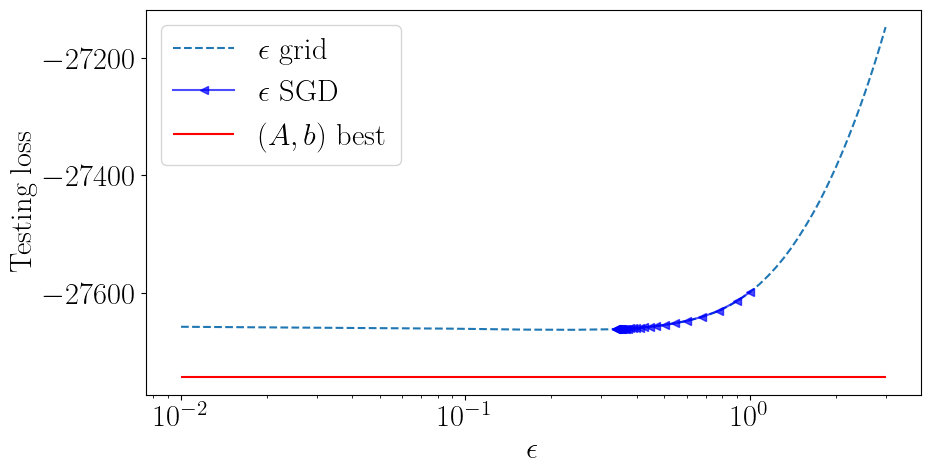 ϵ grid
ϵ SGD
(A, b) best
Testing loss
−27200
−27400
−27600
10⁻² 10⁻¹ 10⁰
ϵ